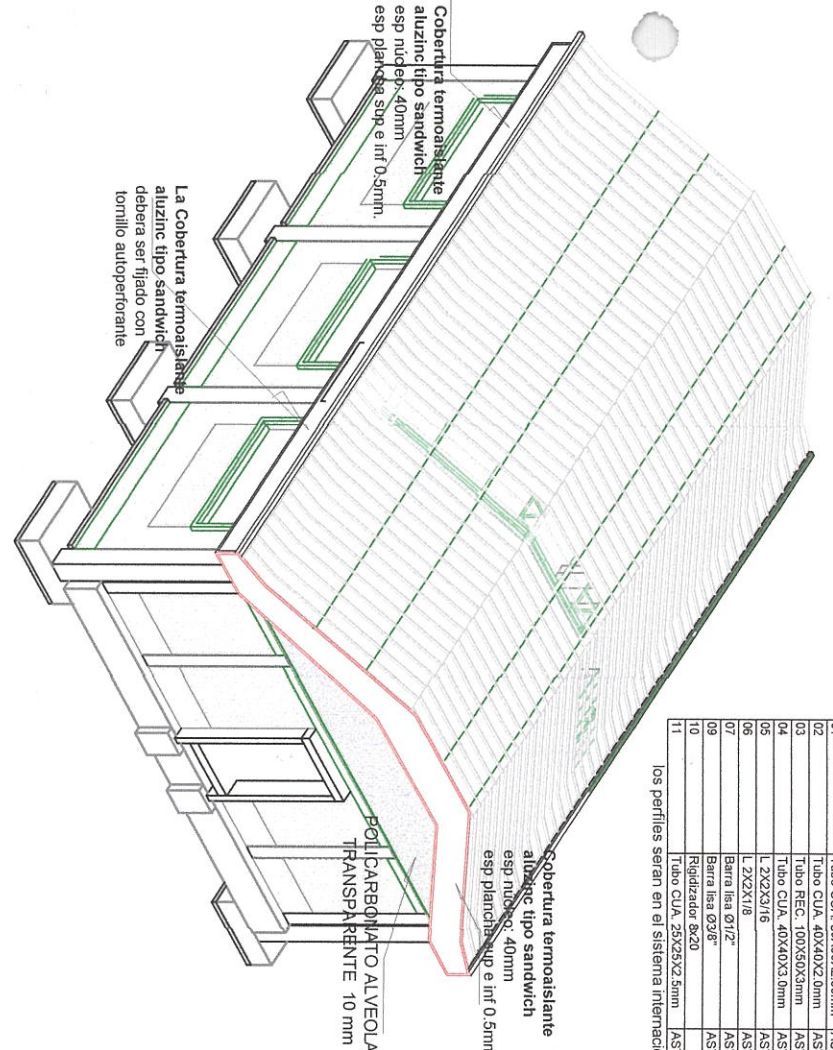 Cobertura termoaislante
aluzinc tipo sandwich
esp núcleo: 40mm
esp plancha sup e inf 0.5mm.
La Cobertura termoaislante
aluzinc tipo sandwich
debera ser fijado con
tornillo autoperforante
Cobertura termoaislante
aluzinc tipo sandwich
esp núcleo: 40mm
esp plancha sup e inf 0.5mm
POLICARBONATO ALVEOLA
TRANSPARENTE 10 mm
02 Tubo CUA. 40X40X2.0mm AS
03 Tubo REC. 100X50X3mm AS
04 Tubo CUA. 40X40X3.0mm AS
05 L 2X2X3/16 AS
06 L 2X2X1/8 AS
07 Barra lisa Ø1/2" AS
09 Barra lisa Ø3/8" AS
10 Rigidizador 8x20
11 Tubo CUA. 25X25X2.5mm AS
los perfiles seran en el sistema internaci